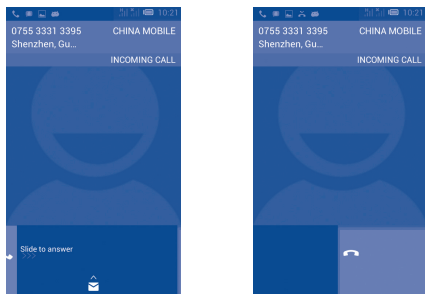 10:21
0755 3331 3395 CHINA MOBILE
Shenzhen, Gu...
INCOMING CALL
Slide to answer
10:21
0755 3331 3395 CHINA MOBILE
Shenzhen, Gu...
INCOMING CALL